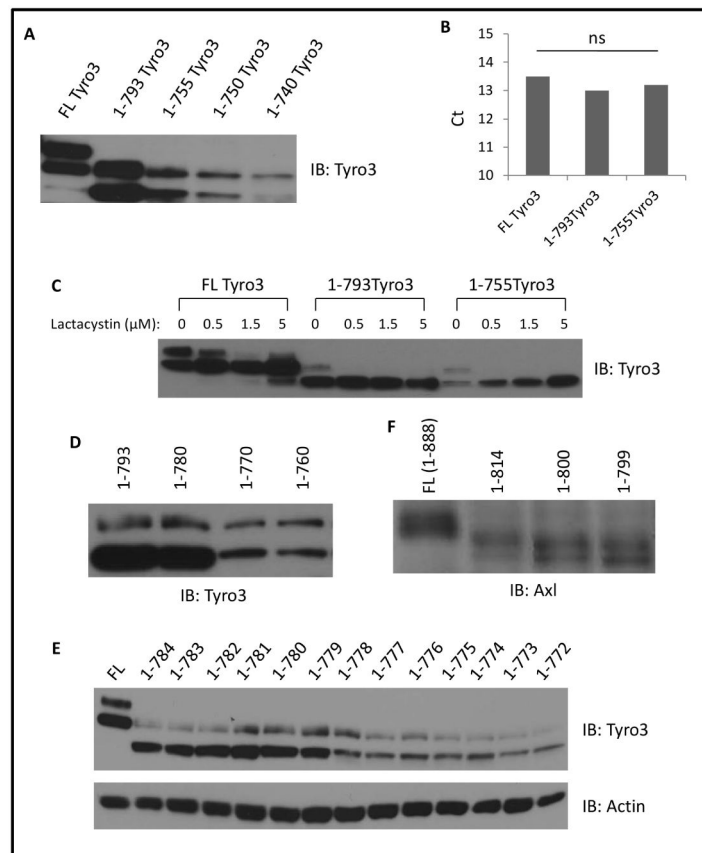 A
FL Tyro3
1-793 Tyro3
1-755 Tyro3
1-750 Tyro3
1-740 Tyro3
IB: Tyro3
B
ns
Ct
14
13
12
11
10
FL Tyro3
1-793Tyro3
1-755Tyro3
C
FL Tyro3 1-793Tyro3 1-755Tyro3
Lactacystin (µM): 0 0.5 1.5 5 0 0.5 1.5 5 0 0.5 1.5 5
IB: Tyro3
D
1-793
1-780
1-770
1-760
IB: Tyro3
F
FL (1-888)
1-814
1-800
1-799
IB: Axl
E
FL
1-784
1-783
1-782
1-781
1-780
1-779
1-778
1-777
1-776
1-775
1-774
1-773
1-772
IB: Tyro3
IB: Actin